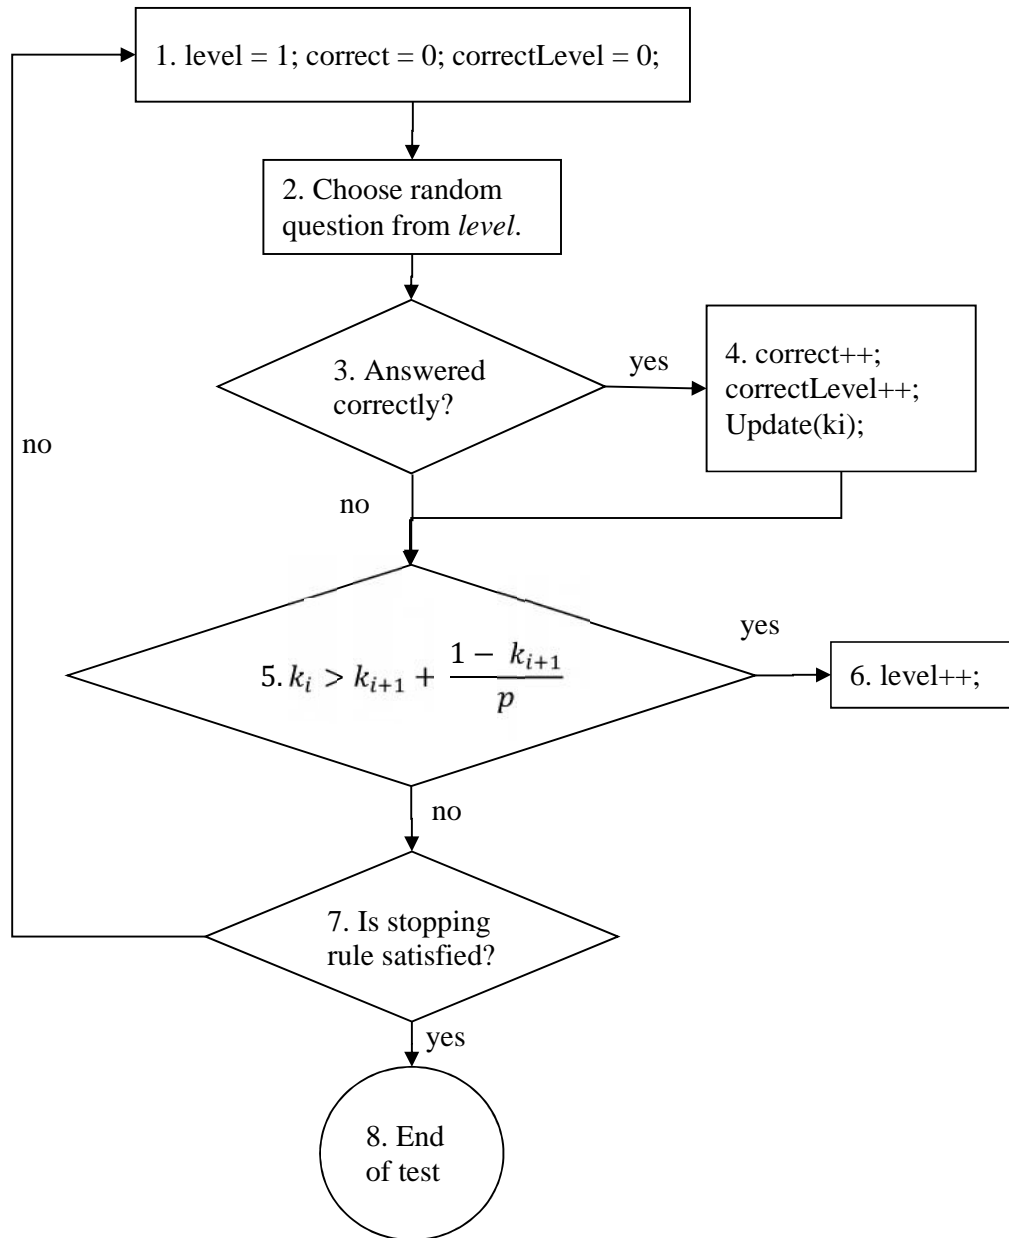 1. level = 1; correct = 0; correctLevel = 0;
2. Choose random
question from level.
3. Answered
correctly?
yes
4. correct++;
correctLevel++;
Update(ki);
no
no
5. k_i > k_{i+1} + \frac{1 - k_{i+1}}{p}
yes
6. level++;
no
7. Is stopping
rule satisfied?
yes
8. End
of test